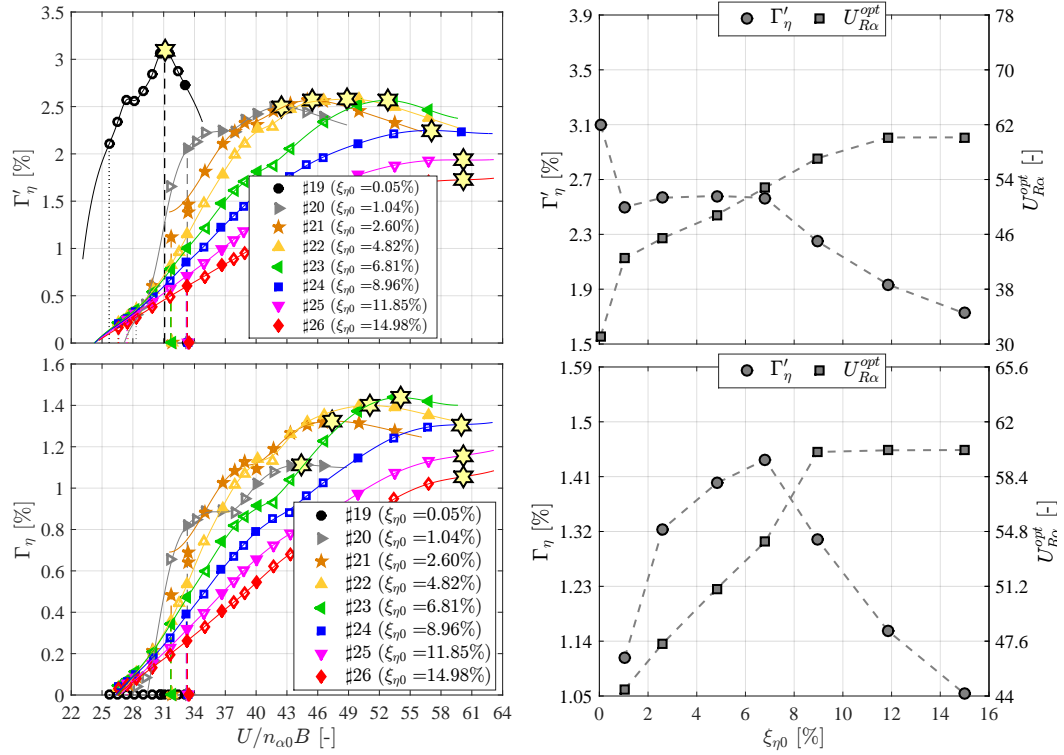 3.5
3
2.5
2
1.5
1
0.5
0
Γ′η [%]
♯19 (ξη0 =0.05%)
♯20 (ξη0 =1.04%)
♯21 (ξη0 =2.60%)
♯22 (ξη0 =4.82%)
♯23 (ξη0 =6.81%)
♯24 (ξη0 =8.96%)
♯25 (ξη0 =11.85%)
♯26 (ξη0 =14.98%)
Γ′η U^opt_Rα
3.9
3.5
3.1
2.7
2.3
1.9
1.5
Γ′η [%]
78
70
62
54
46
38
30
U^opt_Rα [-]
1.6
1.4
1.2
1
0.8
0.6
0.4
0.2
0
Γη [%]
♯19 (ξη0 =0.05%)
♯20 (ξη0 =1.04%)
♯21 (ξη0 =2.60%)
♯22 (ξη0 =4.82%)
♯23 (ξη0 =6.81%)
♯24 (ξη0 =8.96%)
♯25 (ξη0 =11.85%)
♯26 (ξη0 =14.98%)
22 25 28 31 34 37 40 43 46 49 52 55 58 61 64
U/nα0B [-]
Γ′η U^opt_Rα
1.59
1.5
1.41
1.32
1.23
1.14
1.05
Γη [%]
65.6
62
58.4
54.8
51.2
47.6
44
U^opt_Rα [-]
0 2 4 6 8 10 12 14 16
ξη0 [%]